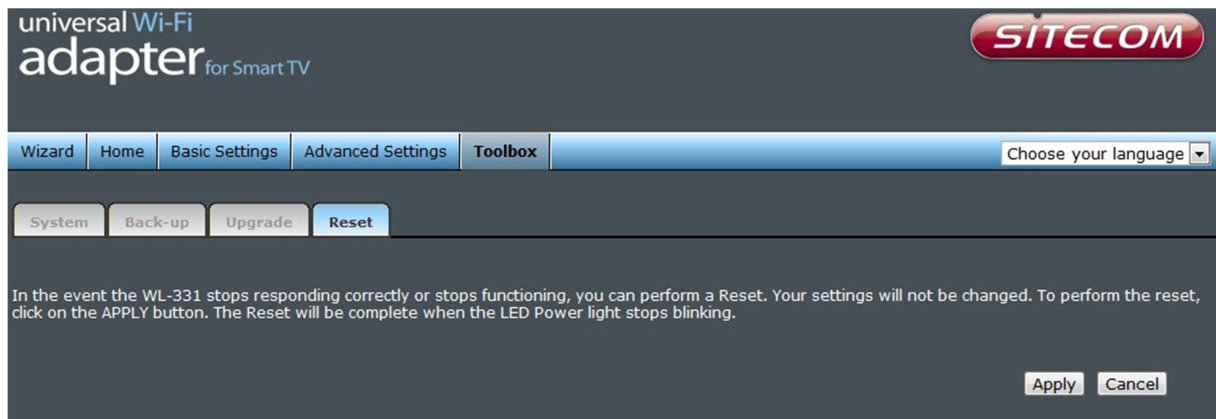 universal Wi-Fi
adapter for Smart TV
SITECOM
Wizard Home Basic Settings Advanced Settings Toolbox Choose your language
System Back-up Upgrade Reset
In the event the WL-331 stops responding correctly or stops functioning, you can perform a Reset. Your settings will not be changed. To perform the reset,
click on the APPLY button. The Reset will be complete when the LED Power light stops blinking.
Apply Cancel